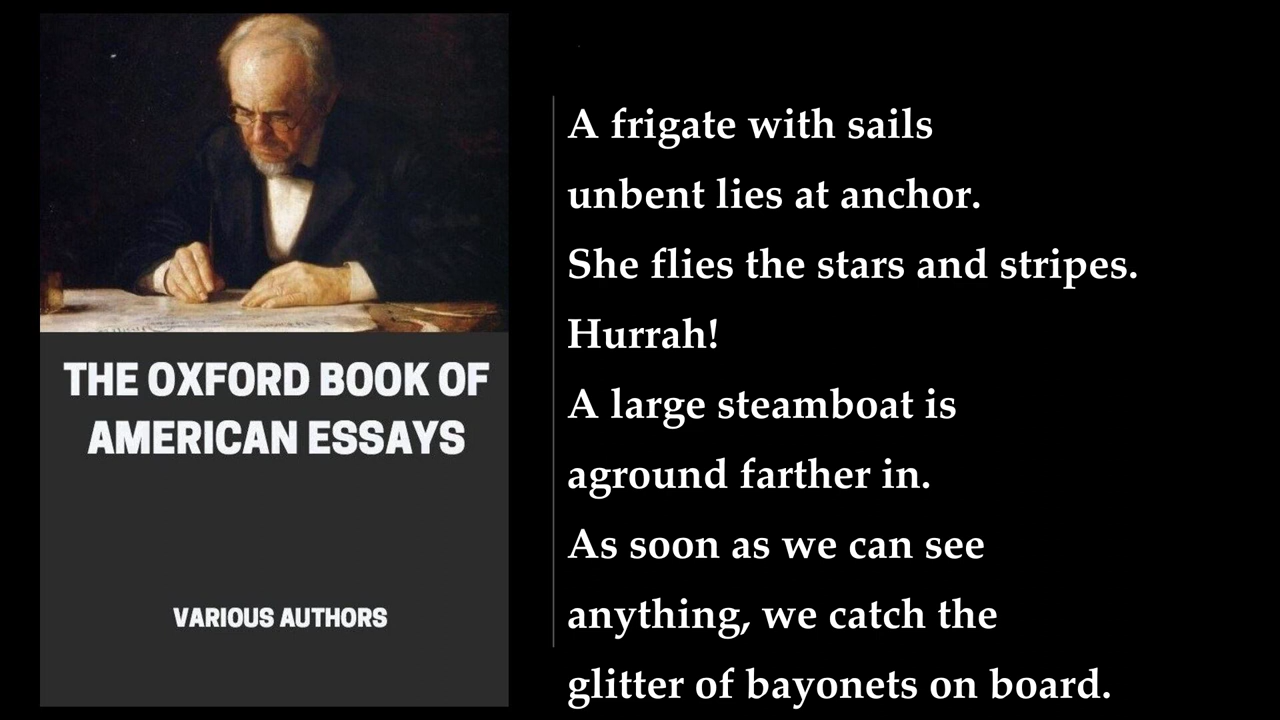 THE OXFORD BOOK OF
AMERICAN ESSAYS
VARIOUS AUTHORS
A frigate with sails
unbent lies at anchor.
She flies the stars and stripes.
Hurrah!
A large steamboat is
aground farther in.
As soon as we can see
anything, we catch the
glitter of bayonets on board.